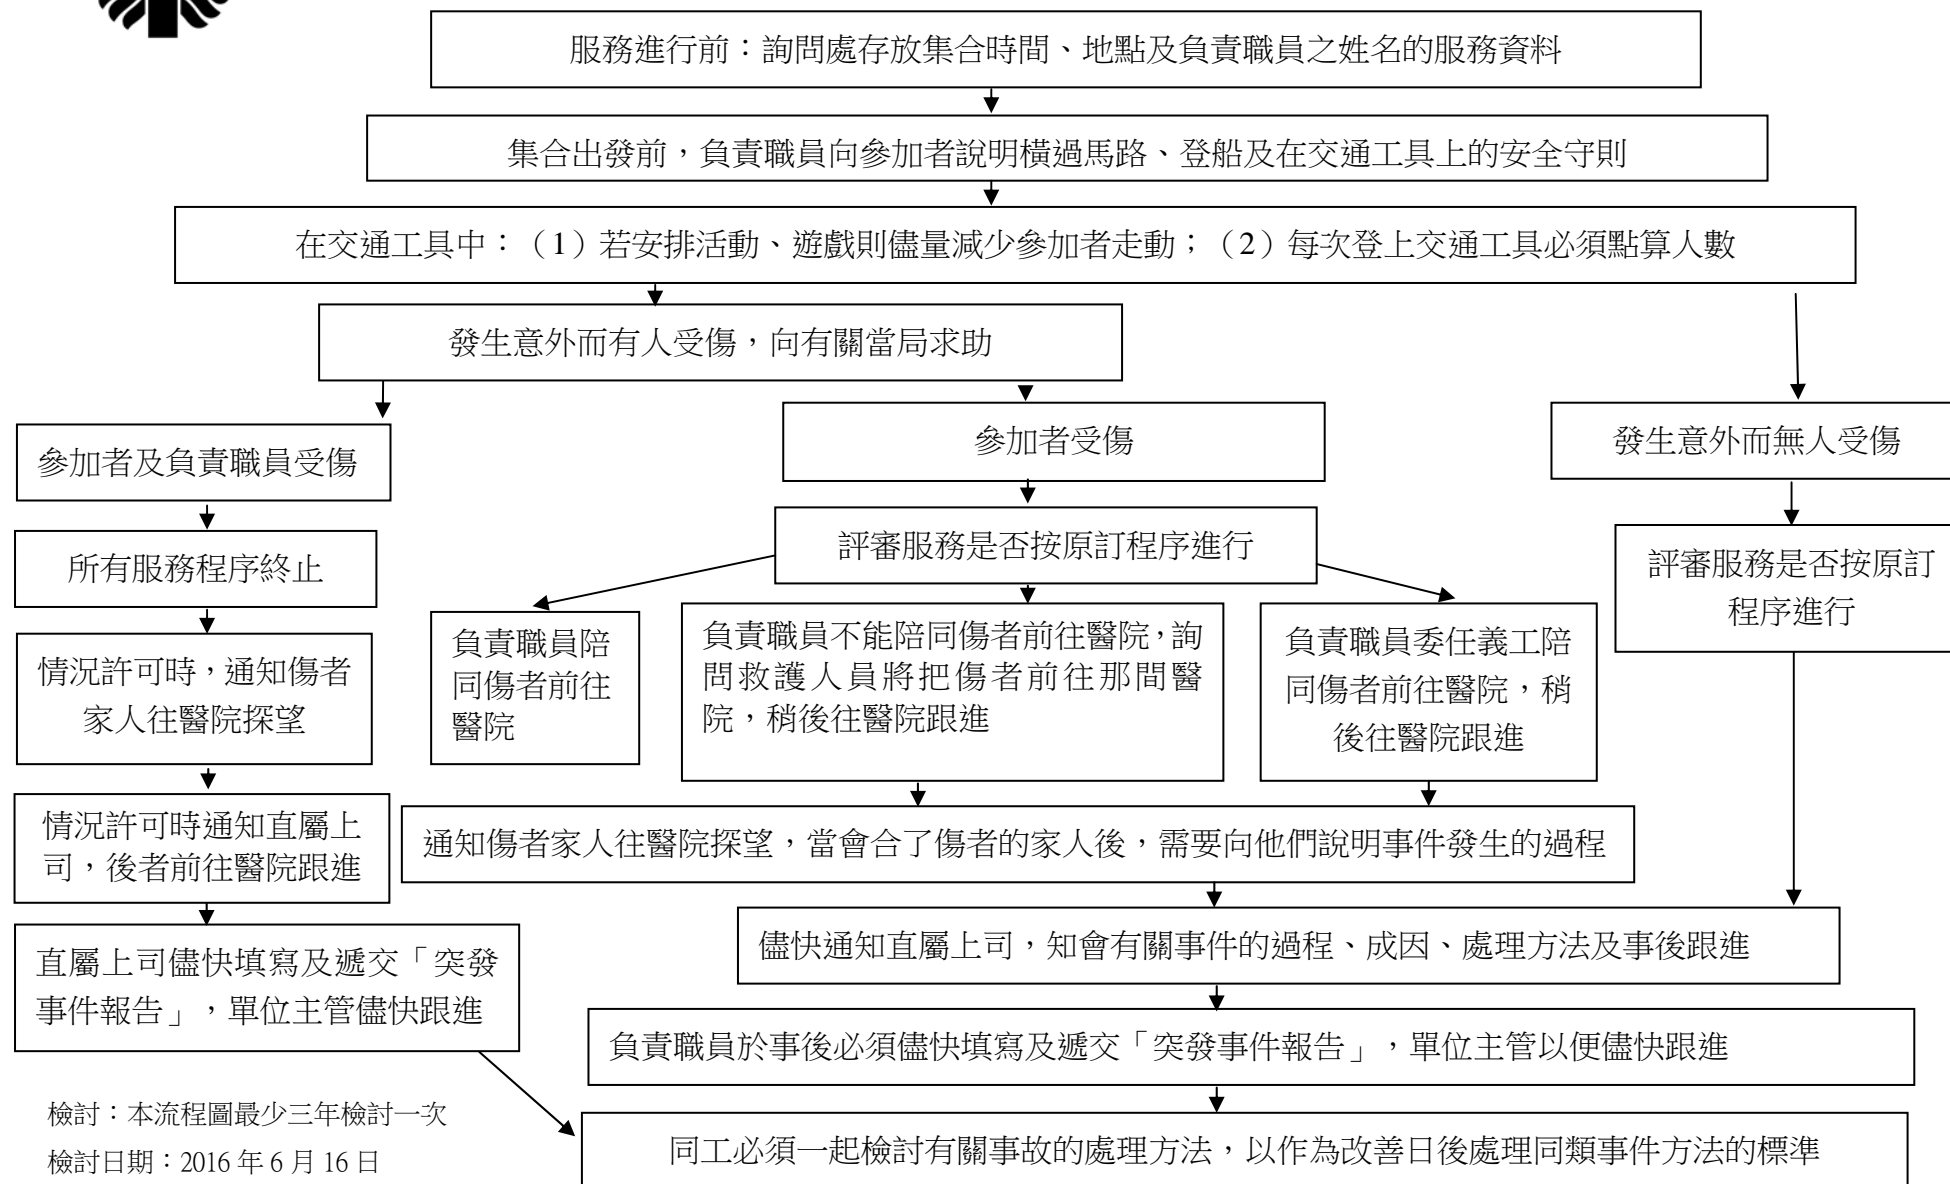 服務進行前：詢問處存放集合時間、地點及負責職員之姓名的服務資料
集合出發前，負責職員向參加者說明橫過馬路、登船及在交通工具上的安全守則
在交通工具中：（1）若安排活動、遊戲則儘量減少參加者走動；（2）每次登上交通工具必須點算人數
發生意外而有人受傷，向有關當局求助
參加者及負責職員受傷
所有服務程序終止
情況許可時，通知傷者
家人往醫院探望
情況許可時通知直屬上
司，後者前往醫院跟進
直屬上司儘快填寫及遞交「突發
事件報告」，單位主管儘快跟進
參加者受傷
評審服務是否按原訂程序進行
負責職員陪
同傷者前往
醫院
負責職員不能陪同傷者前往醫院，詢
問救護人員將把傷者前往那間醫
院，稍後往醫院跟進
負責職員委任義工陪
同傷者前往醫院，稍
後往醫院跟進
通知傷者家人往醫院探望，當會合了傷者的家人後，需要向他們說明事件發生的過程
發生意外而無人受傷
評審服務是否按原訂
程序進行
儘快通知直屬上司，知會有關事件的過程、成因、處理方法及事後跟進
負責職員於事後必須儘快填寫及遞交「突發事件報告」，單位主管以便儘快跟進
同工必須一起檢討有關事故的處理方法，以作為改善日後處理同類事件方法的標準
檢討：本流程圖最少三年檢討一次
檢討日期：2016 年 6 月 16 日